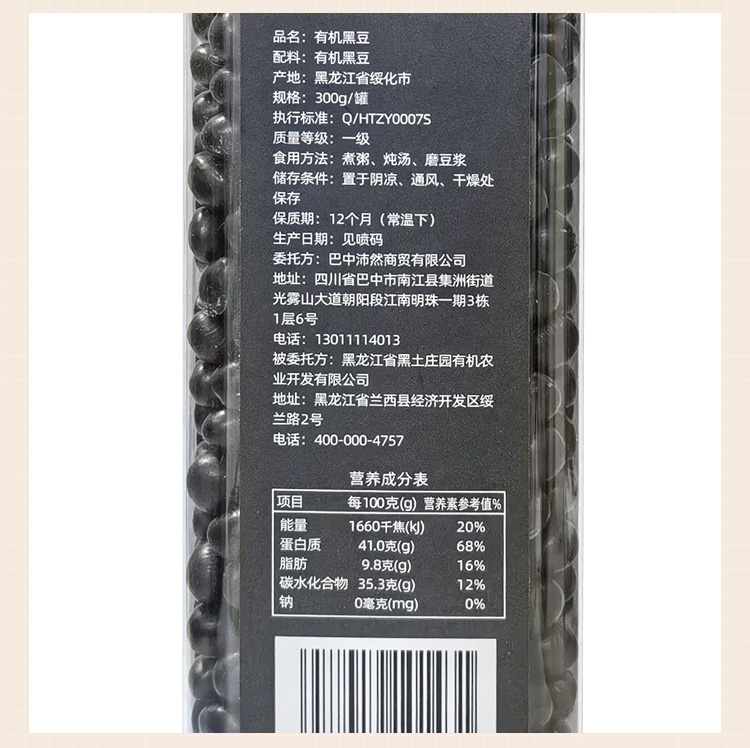 品名：有机黑豆
配料：有机黑豆
产地：黑龙江省绥化市
规格：300g/罐
执行标准：Q/HTZY0007S
质量等级：一级
食用方法：煮粥、炖汤、磨豆浆
储存条件：置于阴凉、通风、干燥处
保存
保质期：12个月（常温下）
生产日期：见喷码
委托方：巴中沛然商贸有限公司
地址：四川省巴中市南江县集洲街道
光雾山大道朝阳段江南明珠一期3栋
1层6号
电话：13011114013
被委托方：黑龙江省黑土庄园有机农
业开发有限公司
地址：黑龙江省兰西县经济开发区绥
兰路2号
电话：400-000-4757
营养成分表
项目 每100克(g) 营养素参考值%
能量 1660千焦(kJ) 20%
蛋白质 41.0克(g) 68%
脂肪 9.8克(g) 16%
碳水化合物 35.3克(g) 12%
钠 0毫克(mg) 0%